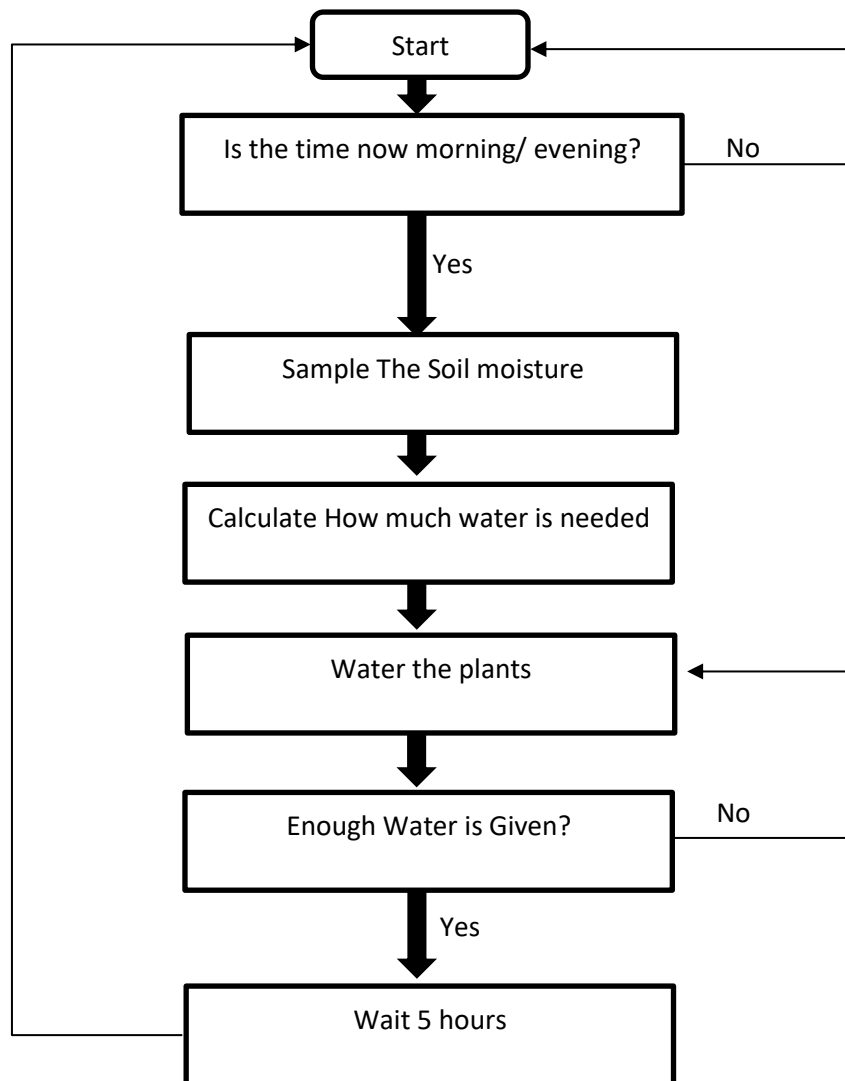 Start
Is the time now morning/ evening?
No
Yes
Sample The Soil moisture
Calculate How much water is needed
Water the plants
Enough Water is Given?
No
Yes
Wait 5 hours